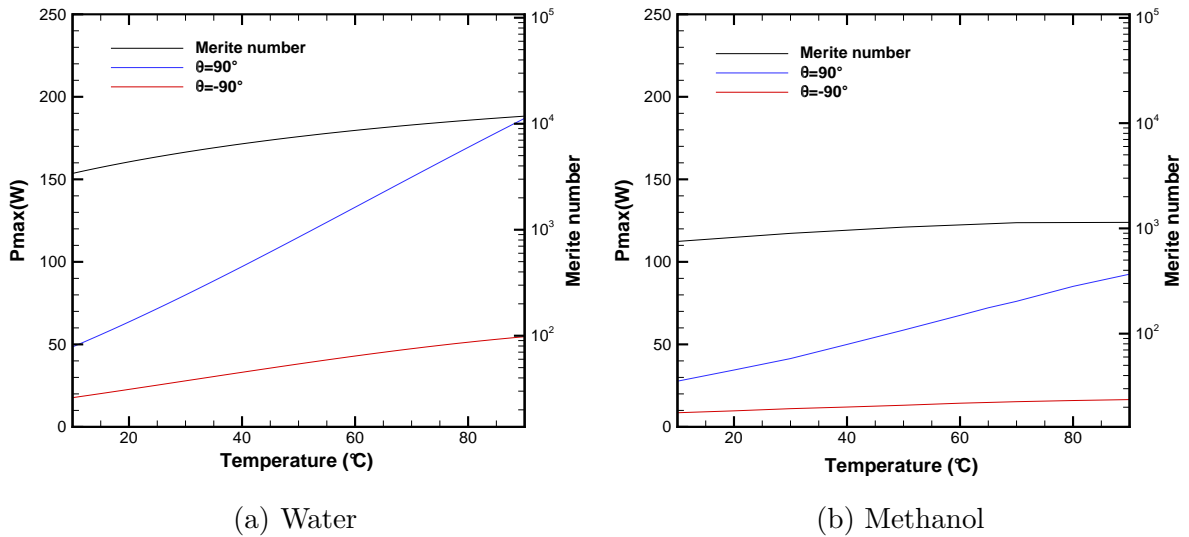 250
200
150
100
50
0
Pmax(W)
Merite number
θ=90°
θ=-90°
10^5
10^4
10^3
10^2
Merite number
20
40
60
80
Temperature (°C)
(a) Water
250
200
150
100
50
0
Pmax(W)
Merite number
θ=90°
θ=-90°
10^5
10^4
10^3
10^2
Merite number
20
40
60
80
Temperature (°C)
(b) Methanol